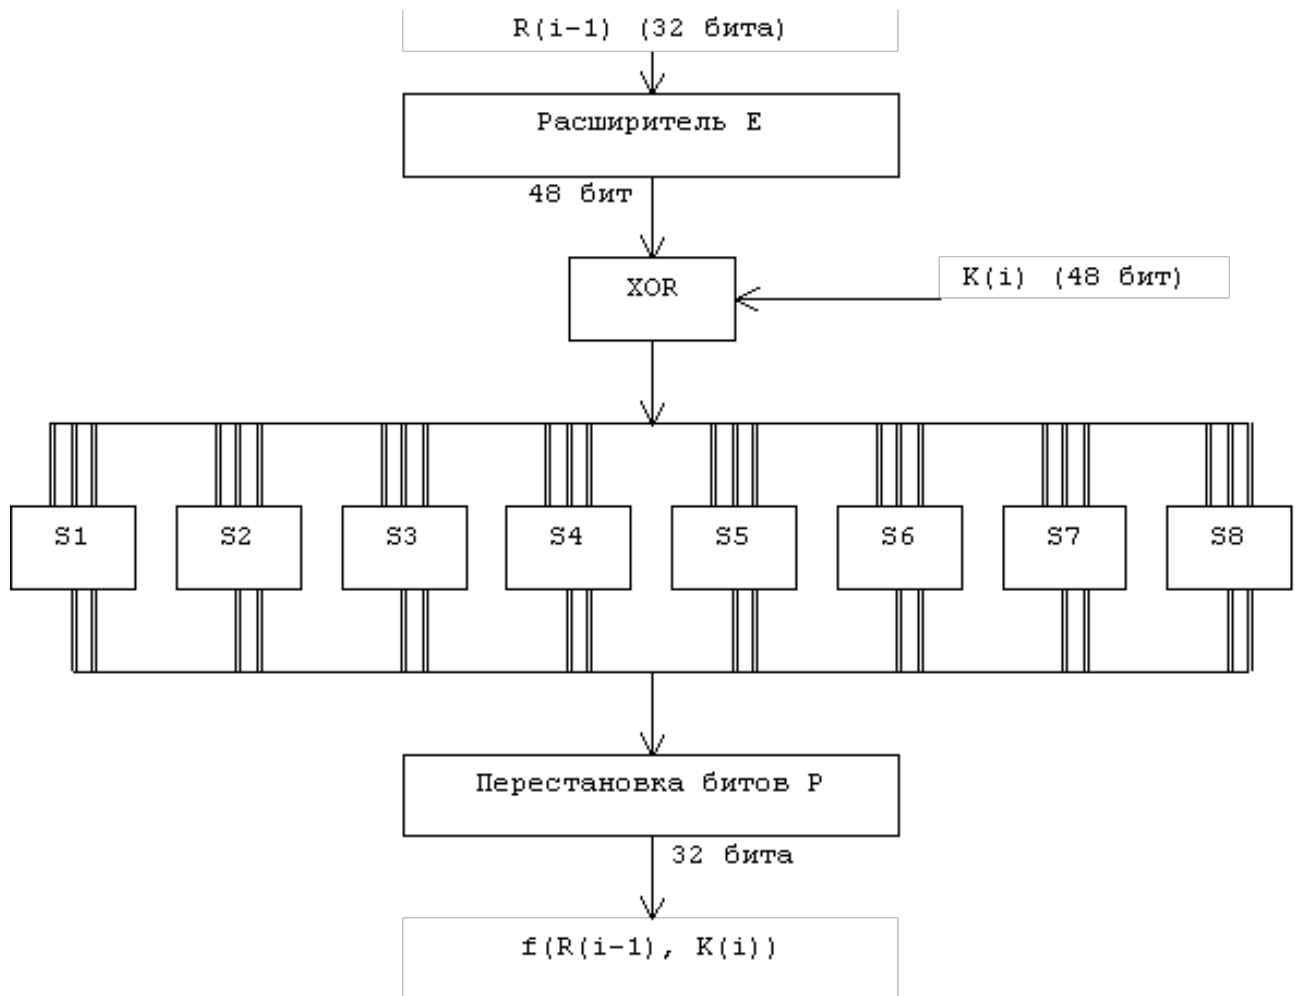 R(i-1) (32 бита)
Расширитель E
48 бит
XOR
K(i) (48 бит)
S1 S2 S3 S4 S5 S6 S7 S8
Перестановка битов P
32 бита
f(R(i-1), K(i))